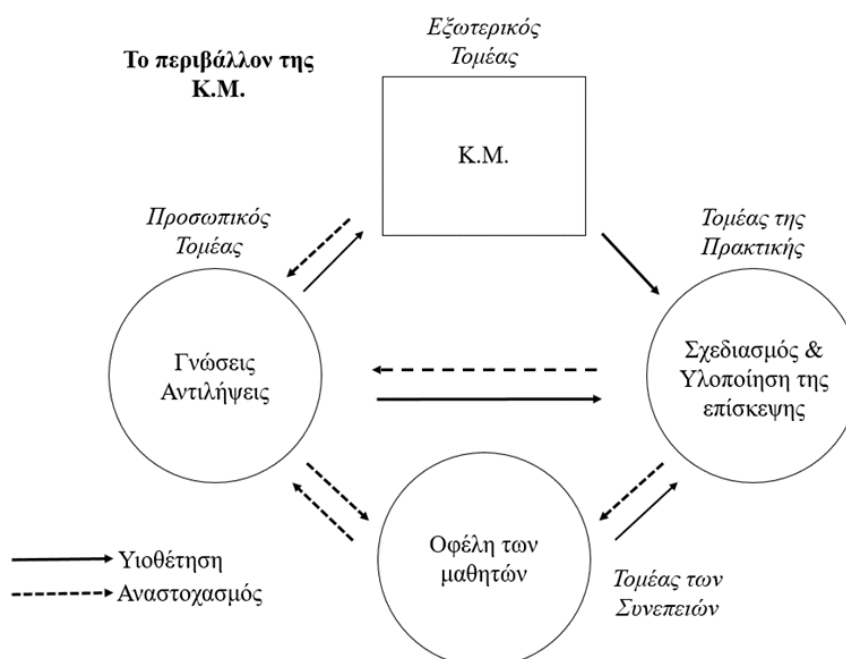 Εξωτερικός
Τομέας
Το περιβάλλον της
Κ.Μ.
Κ.Μ.
Προσωπικός
Τομέας
Τομέας της
Πρακτικής
Γνώσεις
Αντιλήψεις
Σχεδιασμός &
Υλοποίηση της
επίσκεψης
Οφέλη των
μαθητών
Υιοθέτηση
Αναστοχασμός
Τομέας των
Συνεπειών